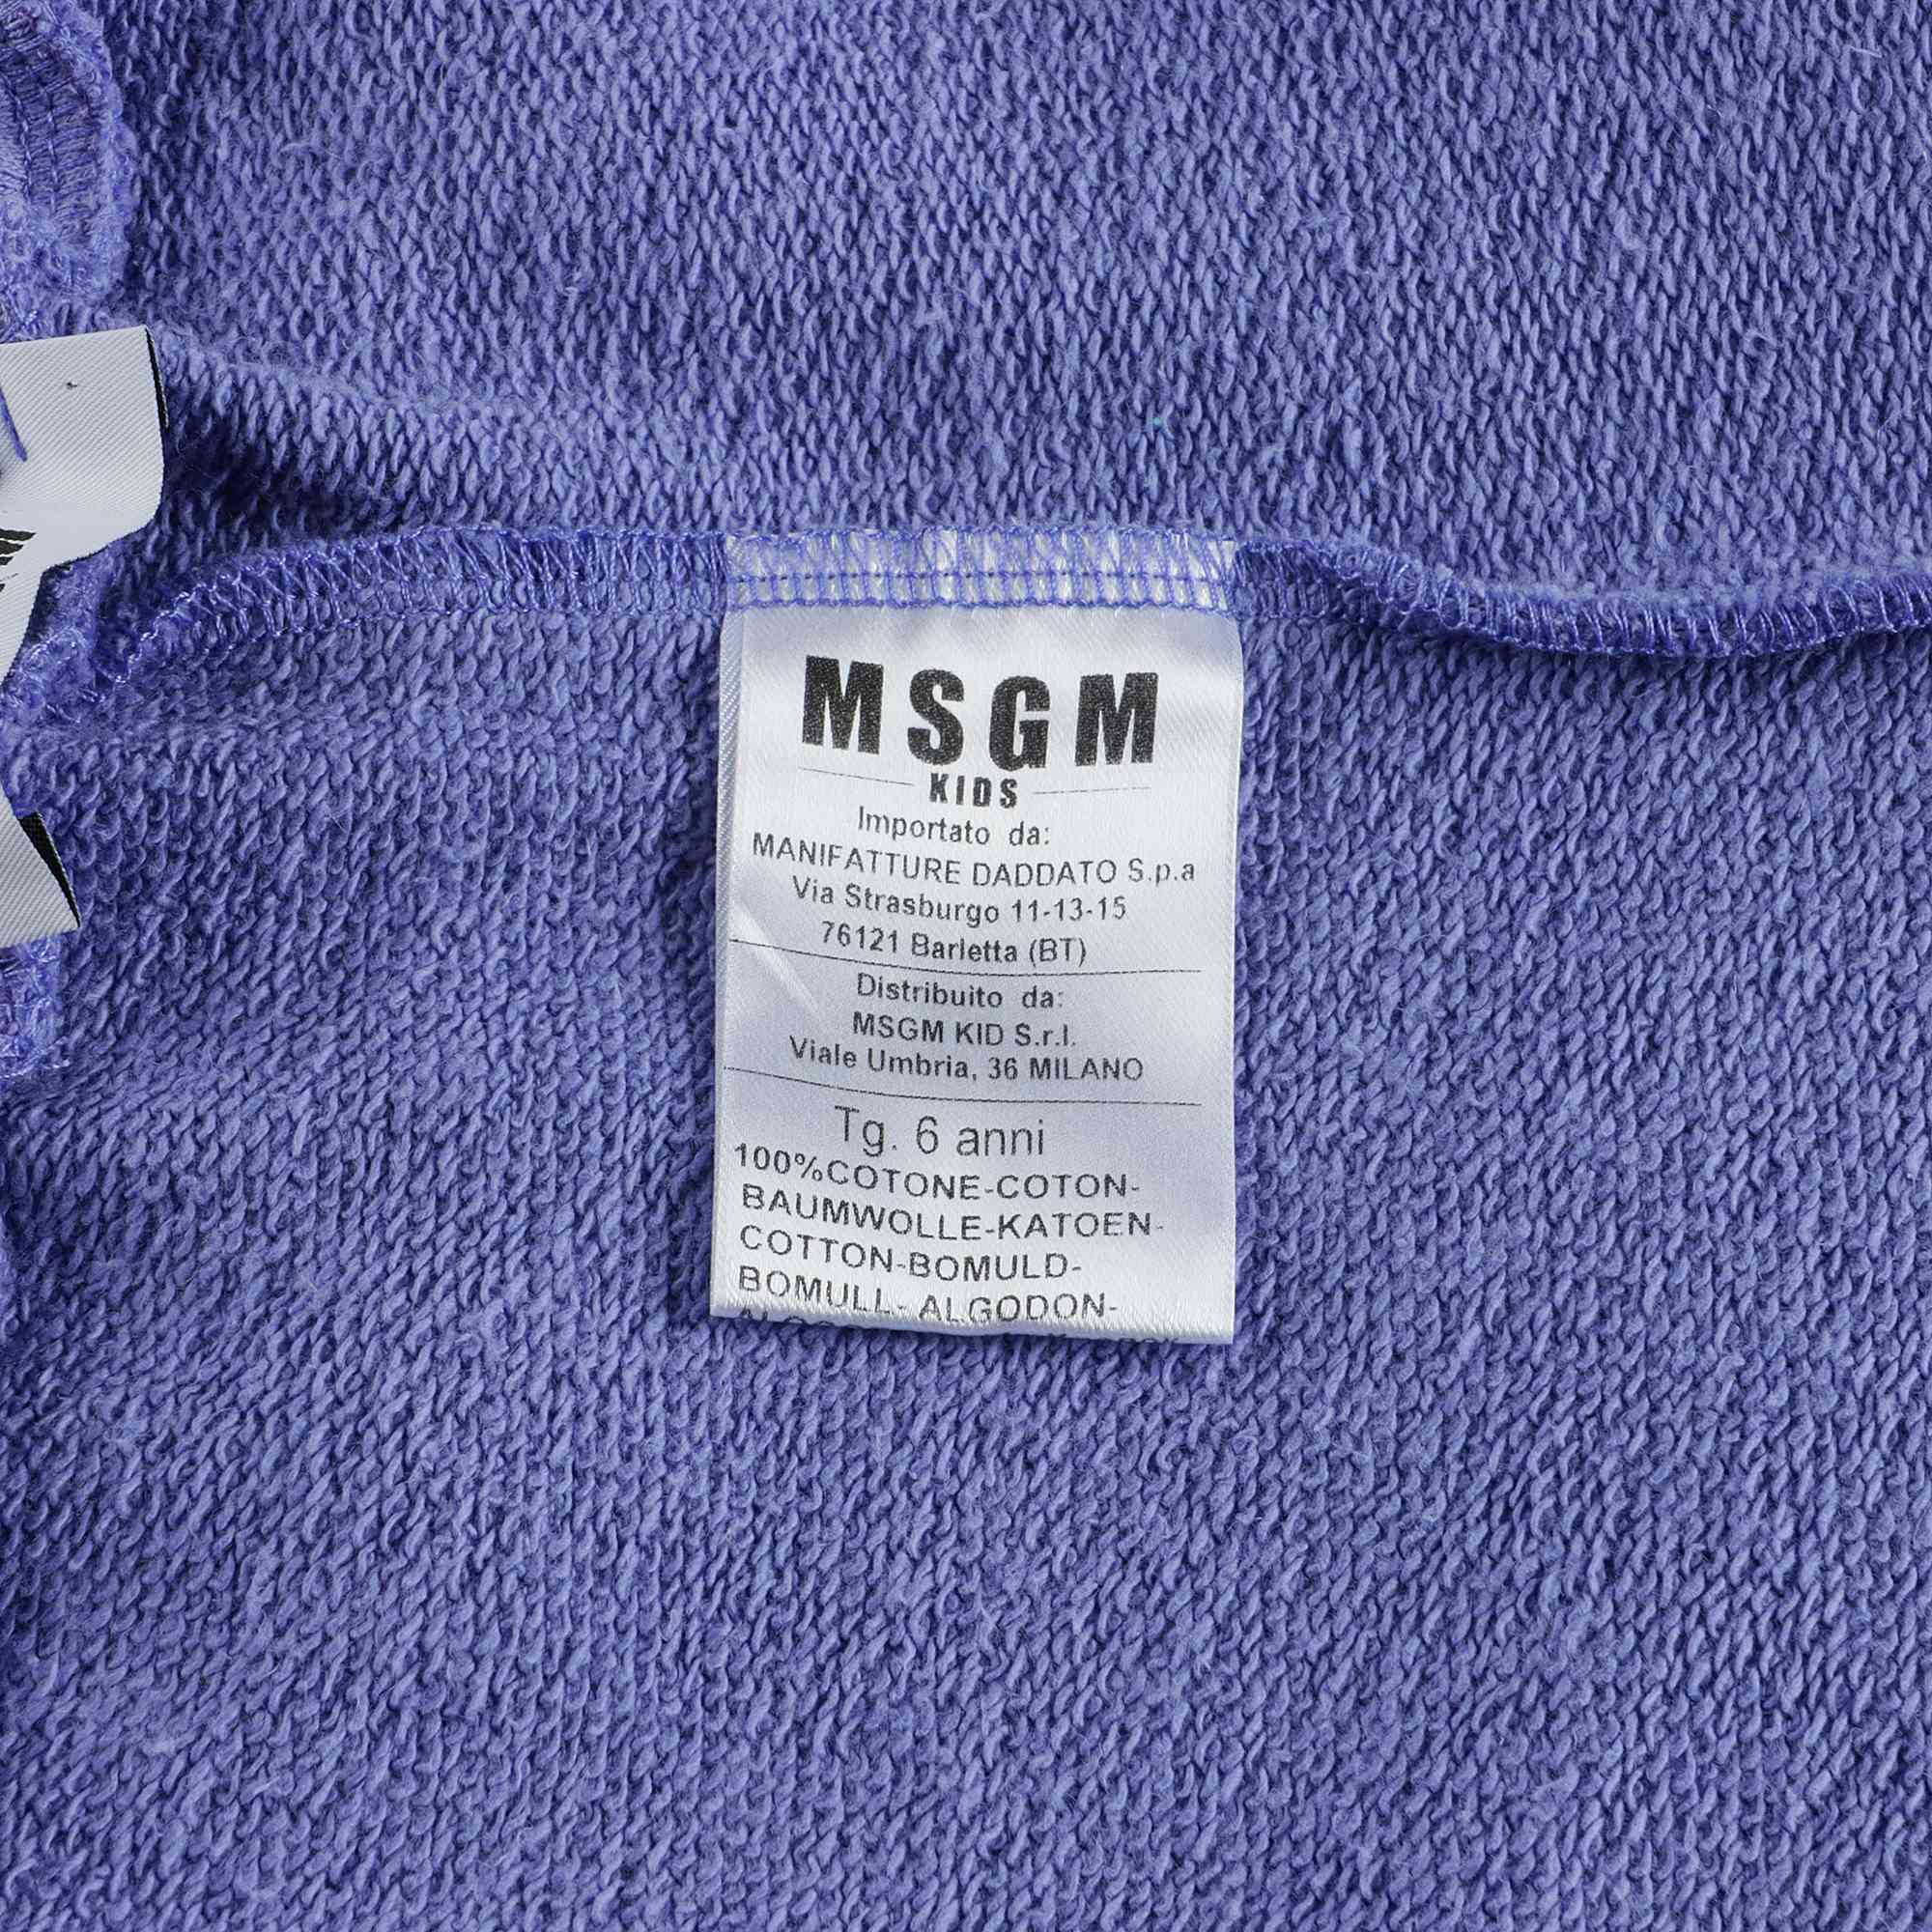 MSGM
KIDS
Importato da:
MANIFATTURE DADDATO S.p.a
Via Strasburgo 11-13-15
76121 Barletta (BT)
Distribuito da:
MSGM KID S.r.l.
Viale Umbria, 36 MILANO
Tg. 6 anni
100%COTONE-COTON-
BAUMWOLLE-KATOEN-
COTTON-BOMULD-
BOMULL- ALGODON-